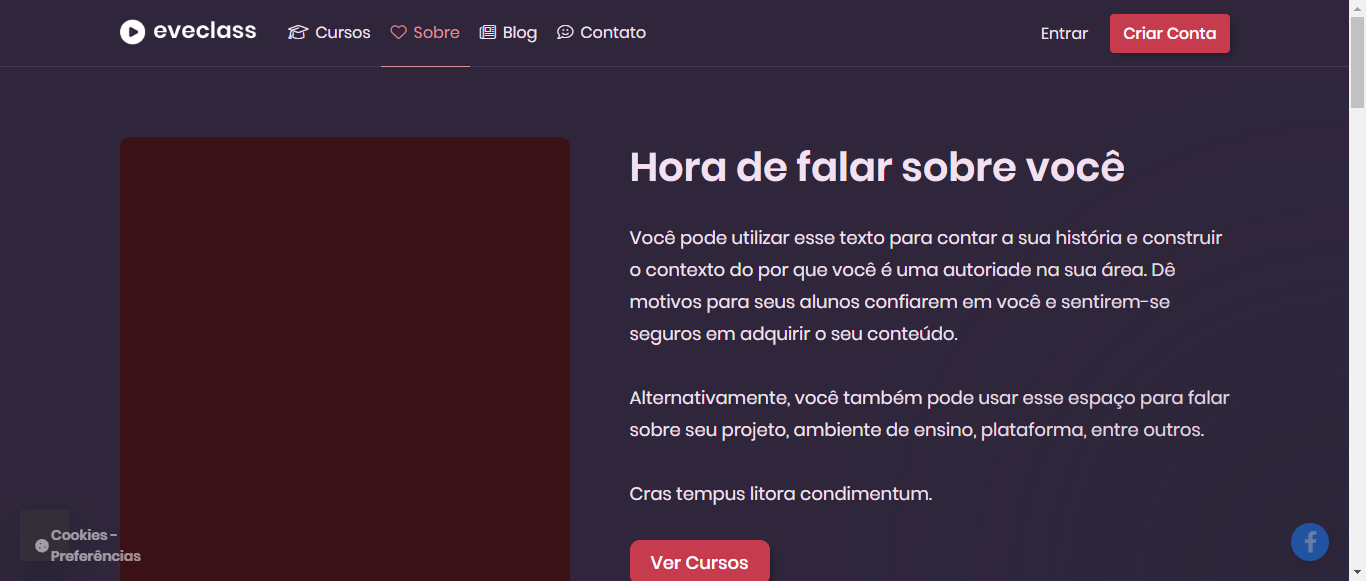 eveclass
Cursos
Sobre
Blog
Contato
Entrar
Criar Conta
Hora de falar sobre você
Você pode utilizar esse texto para contar a sua história e construir
o contexto do por que você é uma autoriade na sua área. Dê
motivos para seus alunos confiarem em você e sentirem-se
seguros em adquirir o seu conteúdo.
Alternativamente, você também pode usar esse espaço para falar
sobre seu projeto, ambiente de ensino, plataforma, entre outros.
Cras tempus litora condimentum.
Ver Cursos
Cookies -
Preferências